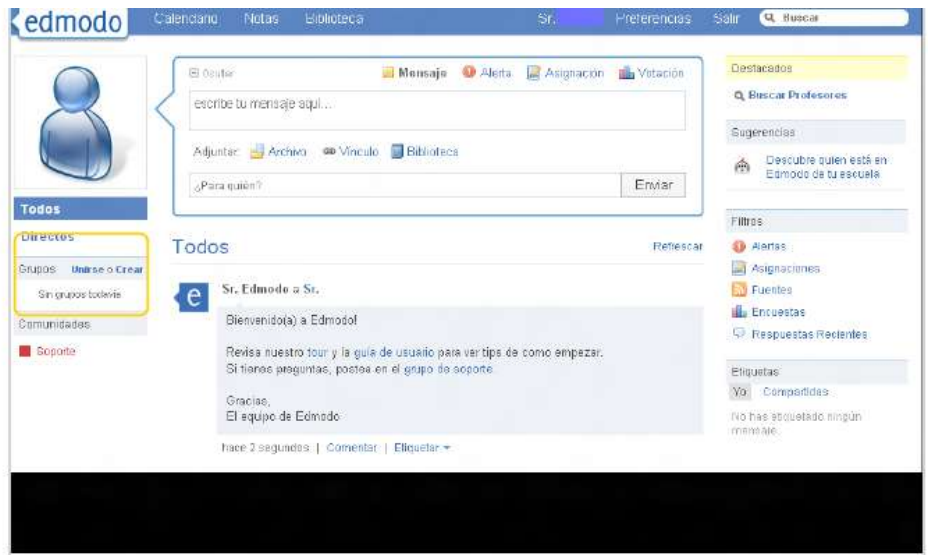 edmodo
Calendario Notas Biblioteca Sr. Preferencias Salir Buscar
Ocultar Mensaje Alerta Asignación Votación
escribe tu mensaje aquí...
Adjuntar: Archivo Vínculo Biblioteca
¿Para quién? Enviar
Todos
Directos
Grupos Unirse o Crear
Sin grupos todavía
Comunidades
Soporte
Todos Refrescar
e
Sr. Edmodo a Sr.
Bienvenido(a) a Edmodo!
Revisa nuestro tour y la guía de usuario para ver tips de como empezar.
Si tienes preguntas, postea en el grupo de soporte
Gracias,
El equipo de Edmodo
hace 2 segundos | Comentar | Etiquetar
Destacados
Buscar Profesores
Sugerencias
Descubre quien está en
Edmodo de tu escuela
Filtros
Alertas
Asignaciones
Fuentes
Encuestas
Respuestas Recientes
Etiquetas
Yo Compartidas
No has etiquetado ningún
mensaje.